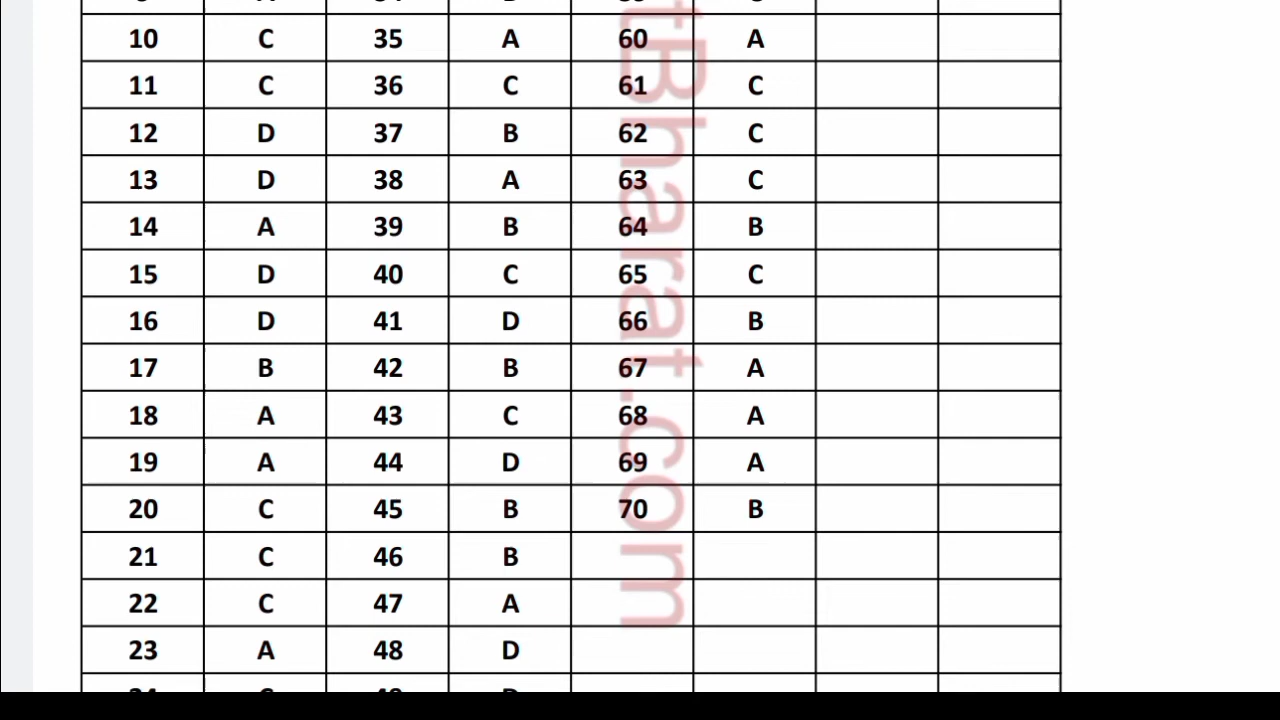 10 C 35 A 60 A
11 C 36 C 61 C
12 D 37 B 62 C
13 D 38 A 63 C
14 A 39 B 64 B
15 D 40 C 65 C
16 D 41 D 66 B
17 B 42 B 67 A
18 A 43 C 68 A
19 A 44 D 69 A
20 C 45 B 70 B
21 C 46 B
22 C 47 A
23 A 48 D
tBharat.com